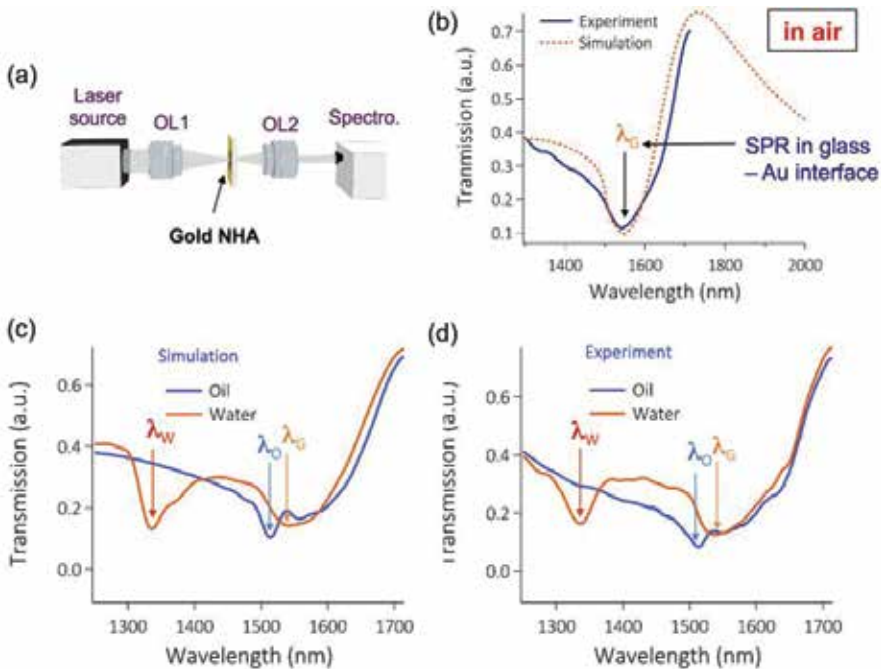 (a)
Laser
source
OL1
OL2
Spectro.
Gold NHA
(b)
in air
Experiment
Simulation
λG
SPR in glass
– Au interface
Tranmission (a.u.)
0.7
0.6
0.5
0.4
0.3
0.2
0.1
1400
1600
1800
2000
Wavelength (nm)
(c)
Simulation
Oil
Water
λW
λO
λG
Transmission (a.u.)
0.6
0.4
0.2
0.0
1300
1400
1500
1600
1700
Wavelength (nm)
(d)
Experiment
Oil
Water
λW
λO
λG
Transmission (a.u.)
0.6
0.4
0.2
0.0
1300
1400
1500
1600
1700
Wavelength (nm)